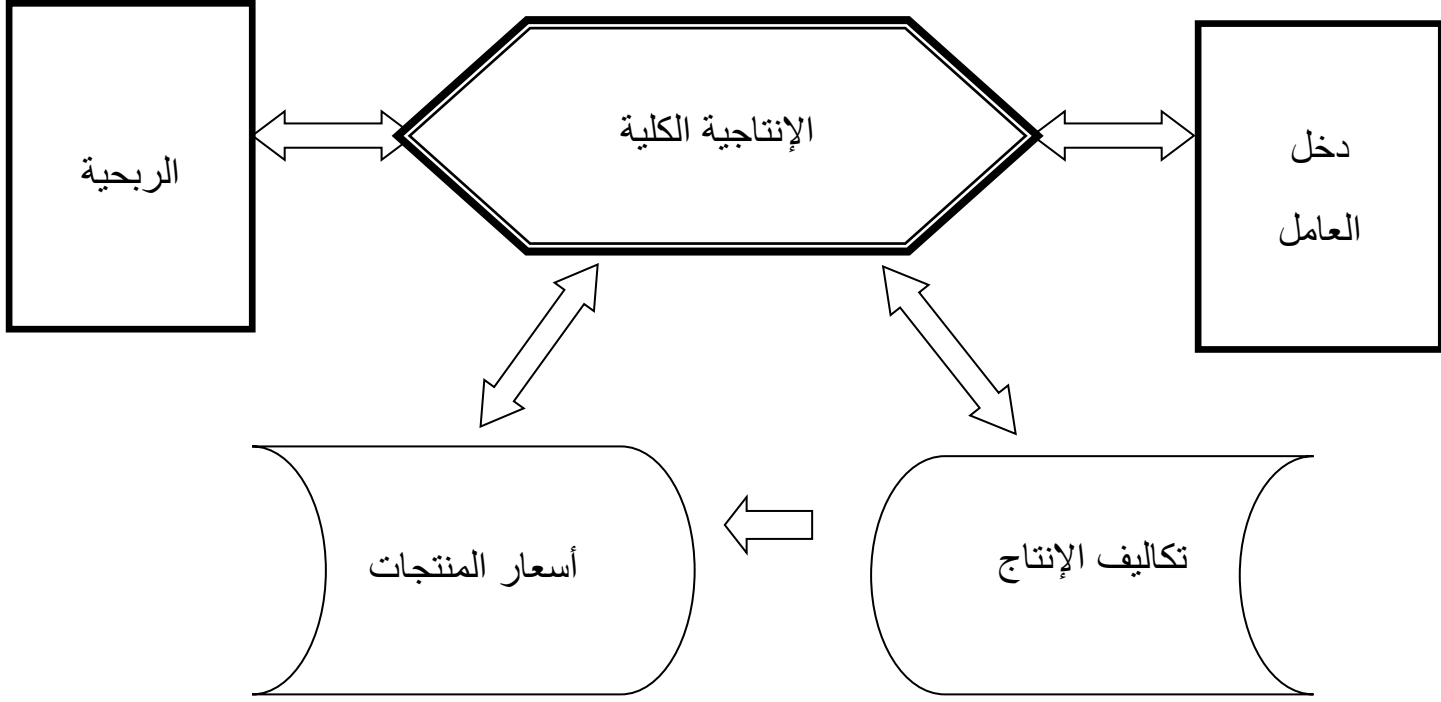 الإنتاجية الكلية
دخل
العامل
الربحية
تكاليف الإنتاج
أسعار المنتجات